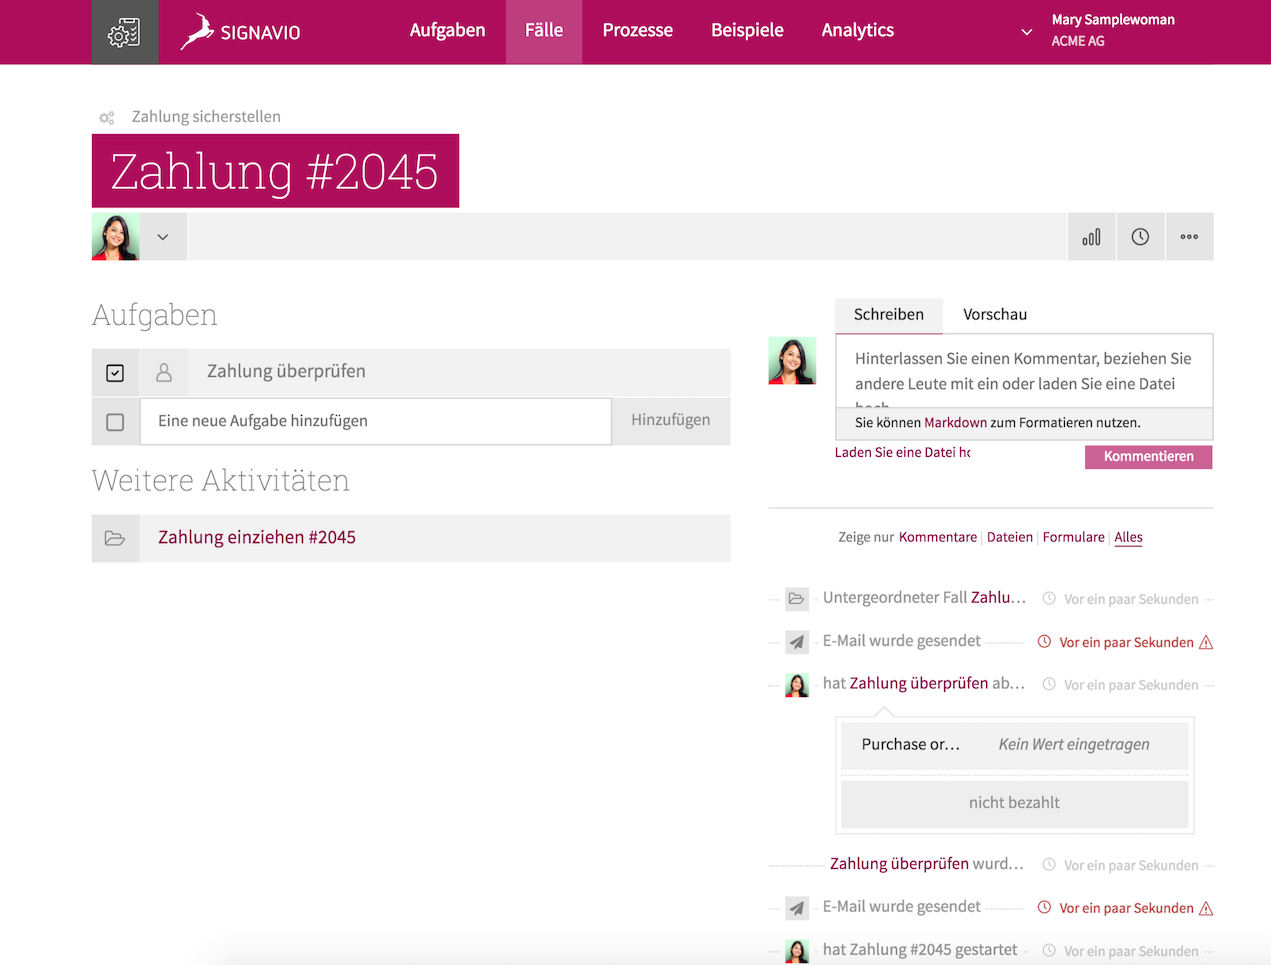 SIGNAVIO
Aufgaben
Fälle
Prozesse
Beispiele
Analytics
Mary Samplewoman
ACME AG
Zahlung sicherstellen
Zahlung #2045
Aufgaben
Zahlung überprüfen
Eine neue Aufgabe hinzufügen
Hinzufügen
Weitere Aktivitäten
Zahlung einziehen #2045
Schreiben
Vorschau
Hinterlassen Sie einen Kommentar, beziehen Sie
andere Leute mit ein oder laden Sie eine Datei
hoch
Sie können Markdown zum Formatieren nutzen.
Laden Sie eine Datei ho
Kommentieren
Zeige nur Kommentare | Dateien | Formulare | Alles
Untergeordneter Fall Zahlu... Vor ein paar Sekunden
E-Mail wurde gesendet Vor ein paar Sekunden
hat Zahlung überprüfen ab... Vor ein paar Sekunden
Purchase or... Kein Wert eingetragen
nicht bezahlt
Zahlung überprüfen wurd... Vor ein paar Sekunden
E-Mail wurde gesendet Vor ein paar Sekunden
hat Zahlung #2045 gestartet Vor ein paar Sekunden